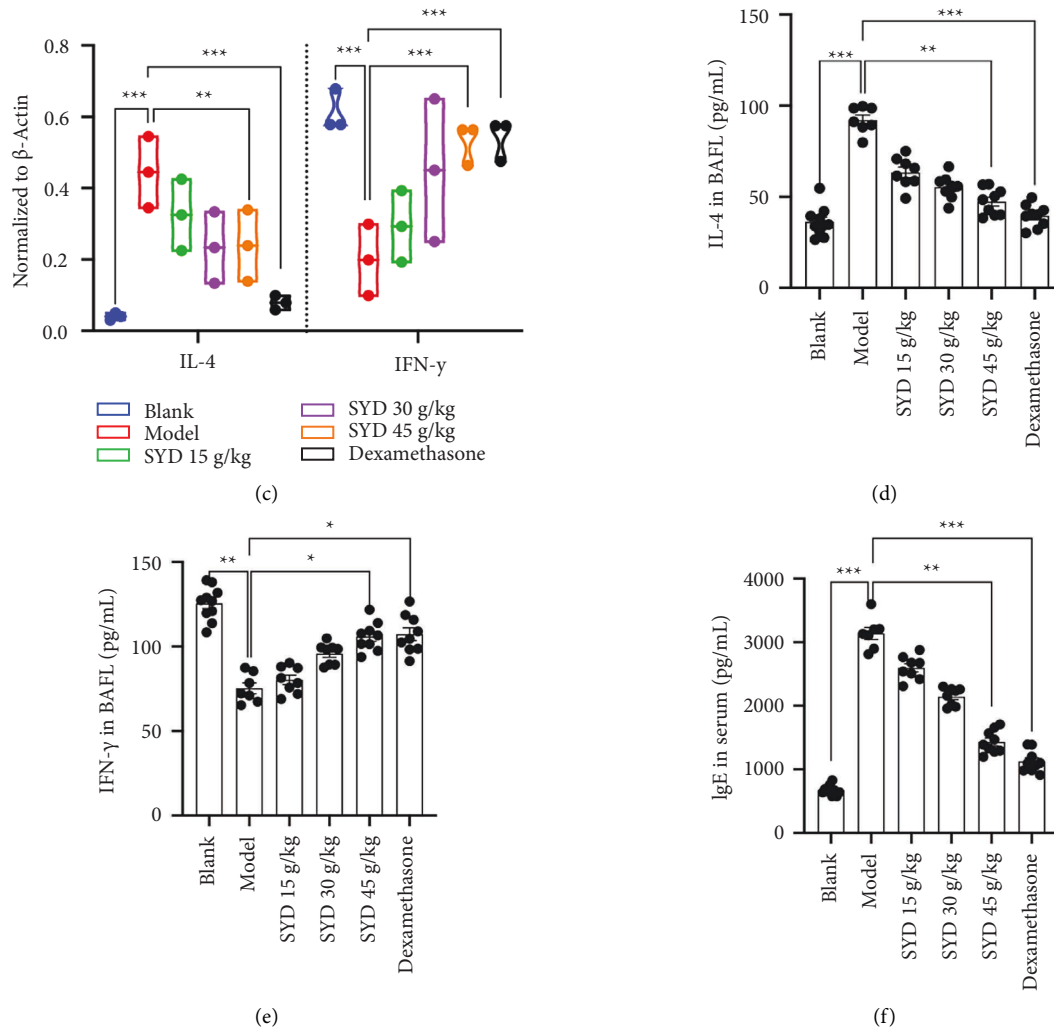 ***
***
***
***
***
**
***
0.8
0.6
0.4
0.2
0.0
Normalized to β-Actin
IL-4
IFN-y
Blank
Model
SYD 15 g/kg
SYD 30 g/kg
SYD 45 g/kg
Dexamethasone
(c)
***
***
**
150
100
50
0
IL-4 in BAFL (pg/mL)
Blank
Model
SYD 15 g/kg
SYD 30 g/kg
SYD 45 g/kg
Dexamethasone
(d)
*
**
*
150
100
50
0
IFN-γ in BAFL (pg/mL)
Blank
Model
SYD 15 g/kg
SYD 30 g/kg
SYD 45 g/kg
Dexamethasone
(e)
***
***
**
4000
3000
2000
1000
0
lgE in serum (pg/mL)
Blank
Model
SYD 15 g/kg
SYD 30 g/kg
SYD 45 g/kg
Dexamethasone
(f)